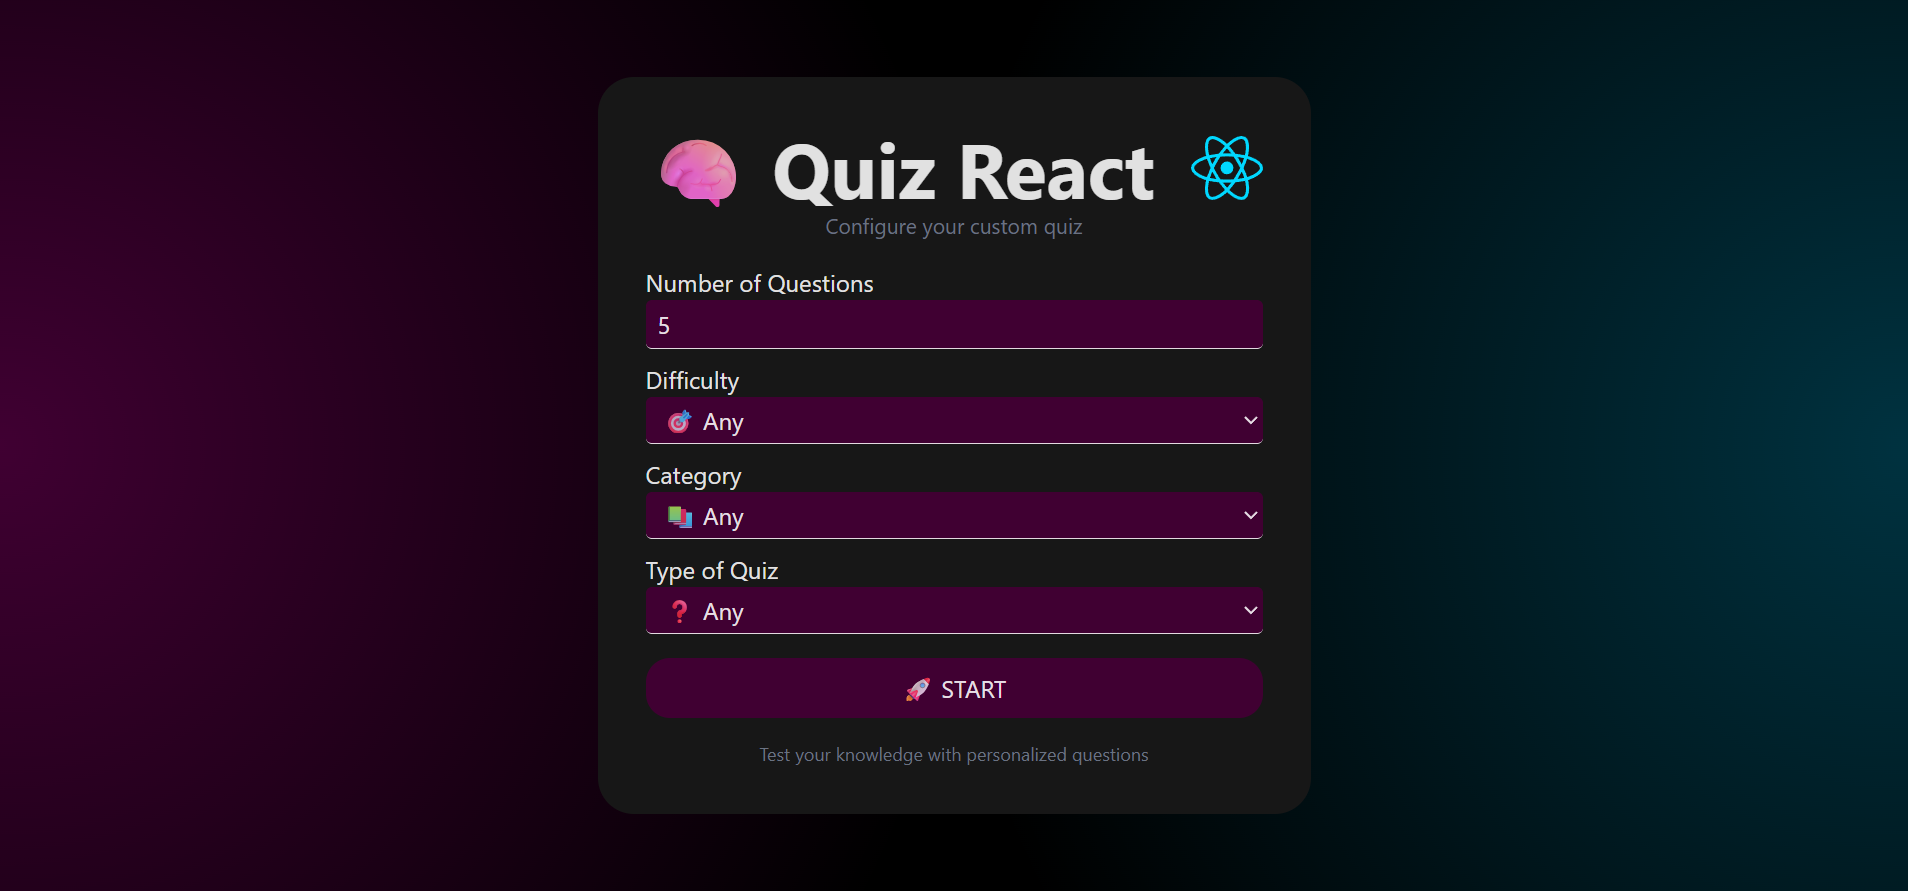 Quiz React
Configure your custom quiz
Number of Questions
5
Difficulty
🎯 Any
Category
📚 Any
Type of Quiz
❓ Any
🚀 START
Test your knowledge with personalized questions